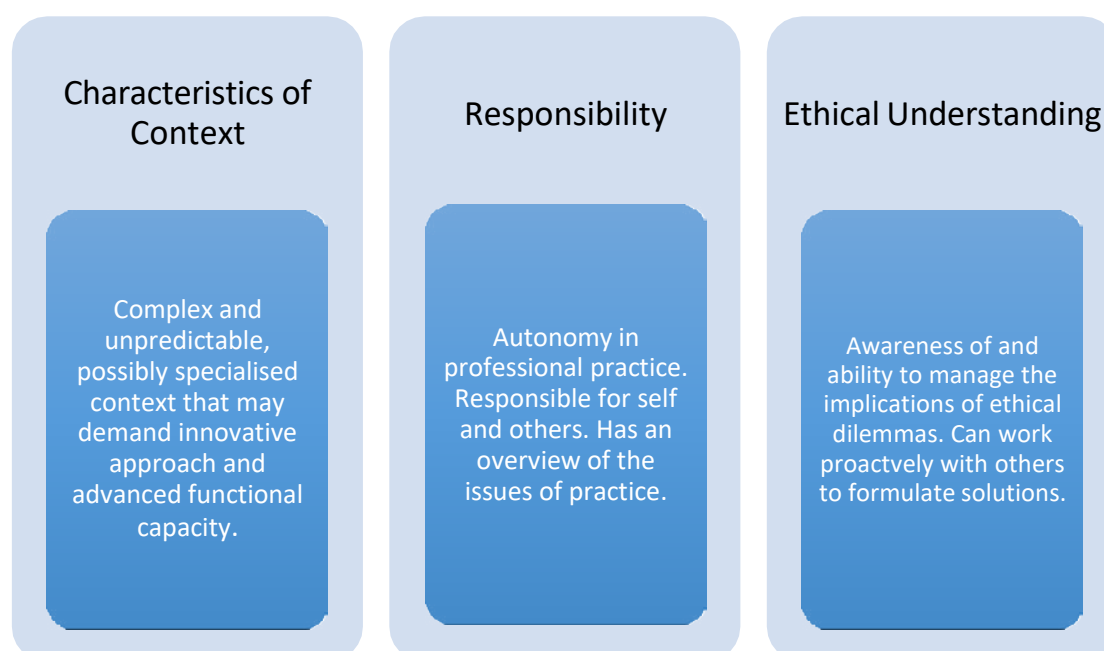 Characteristics of
Context
Complex and
unpredictable,
possibly specialised
context that may
demand innovative
approach and
advanced functional
capacity.
Responsibility
Autonomy in
professional practice.
Responsible for self
and others. Has an
overview of the
issues of practice.
Ethical Understanding
Awareness of and
ability to manage the
implications of ethical
dilemmas. Can work
proactvely with others
to formulate solutions.